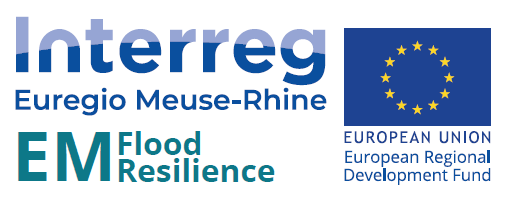 Interreg
Euregio Meuse-Rhine
EM Flood
Resilience
EUROPEAN UNION
European Regional
Development Fund